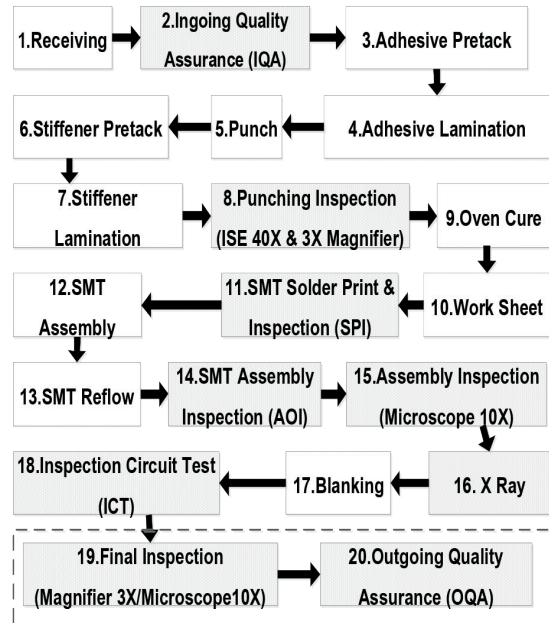 1.Receiving
2.Ingoing Quality
Assurance (IQA)
3.Adhesive Pretack
6.Stiffener Pretack
5.Punch
4.Adhesive Lamination
7.Stiffener
Lamination
8.Punching Inspection
(ISE 40X & 3X Magnifier)
9.Oven Cure
12.SMT
Assembly
11.SMT Solder Print &
Inspection (SPI)
10.Work Sheet
13.SMT Reflow
14.SMT Assembly
Inspection (AOI)
15.Assembly Inspection
(Microscope 10X)
18.Inspection Circuit Test
(ICT)
17.Blanking
16. X Ray
19.Final Inspection
(Magnifier 3X/Microscope10X)
20.Outgoing Quality
Assurance (OQA)